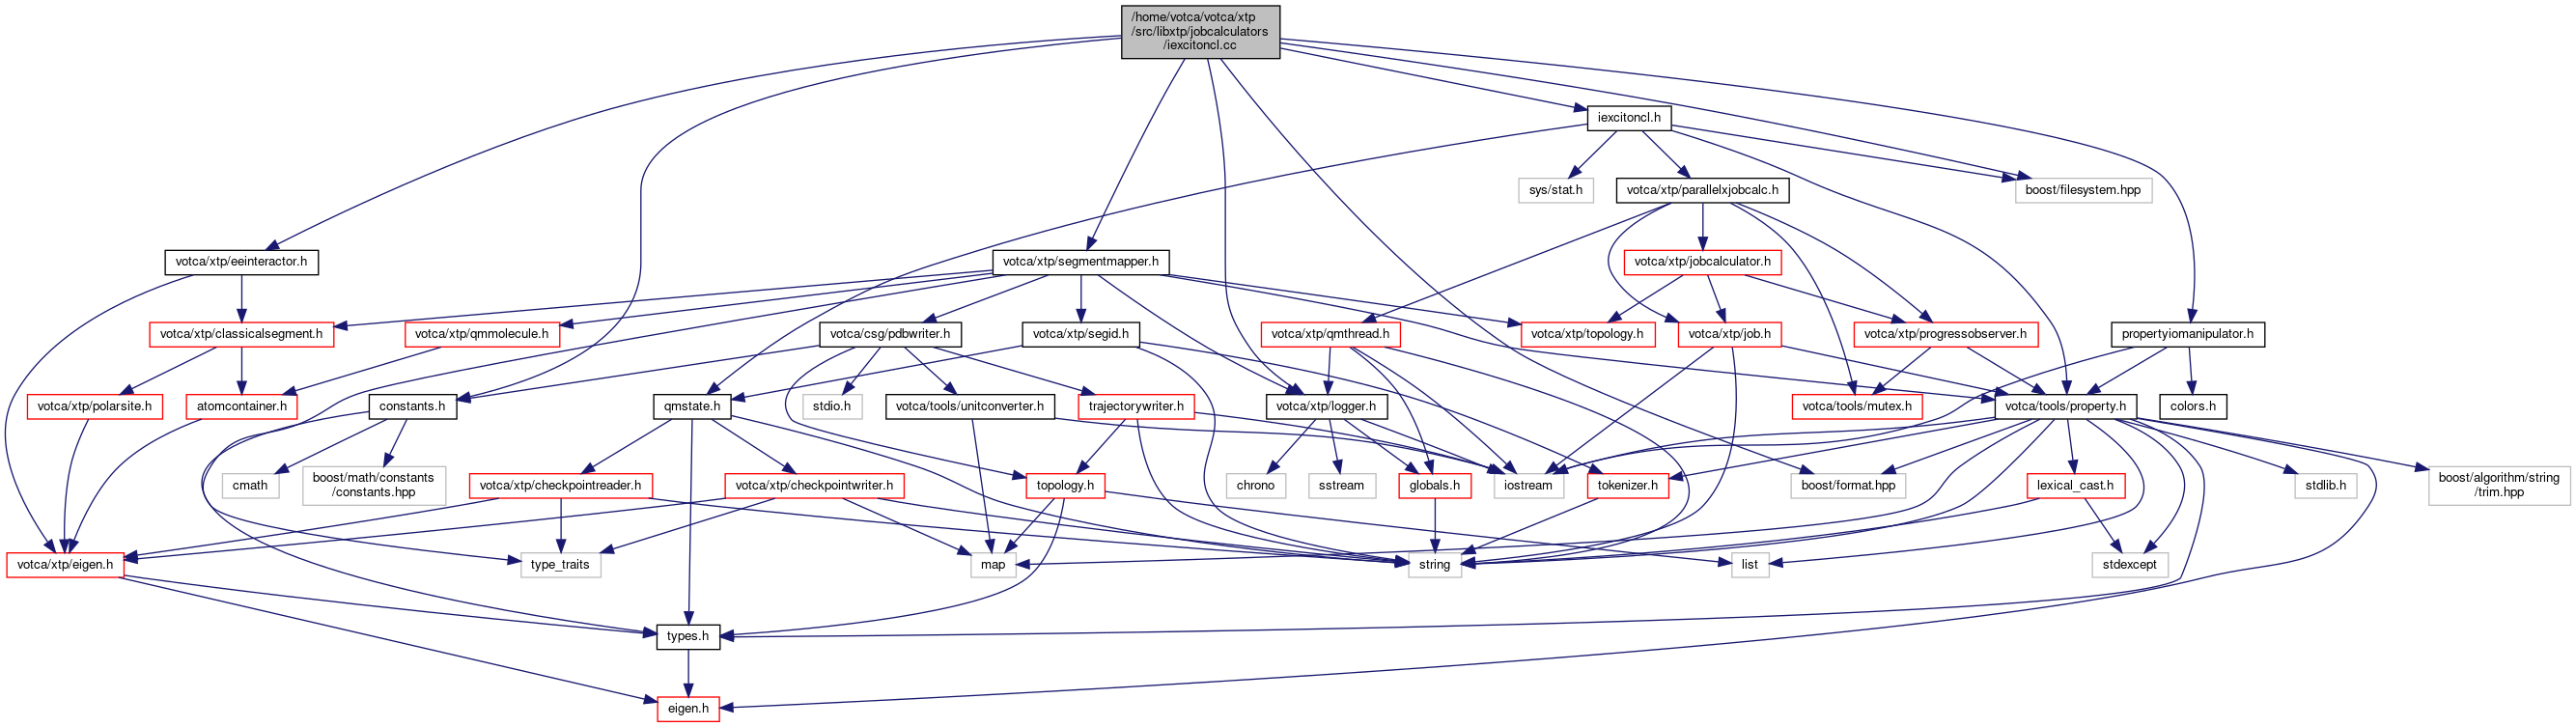 /home/votca/votca/xtp
/src/libxtp/jobcalculators
/iexcitoncl.cc
iexcitoncl.h
sys/stat.h
votca/xtp/parallelxjobcalc.h
boost/filesystem.hpp
votca/xtp/eeinteractor.h
votca/xtp/segmentmapper.h
votca/xtp/jobcalculator.h
votca/xtp/classicalsegment.h
votca/xtp/qmmolecule.h
votca/csg/pdbwriter.h
votca/xtp/segid.h
votca/xtp/qmthread.h
votca/xtp/topology.h
votca/xtp/job.h
votca/xtp/progressobserver.h
propertyiomanipulator.h
votca/xtp/polarsite.h
atomcontainer.h
constants.h
qmstate.h
stdio.h
votca/tools/unitconverter.h
trajectorywriter.h
votca/xtp/logger.h
votca/tools/mutex.h
votca/tools/property.h
colors.h
cmath
boost/math/constants
/constants.hpp
votca/xtp/checkpointreader.h
votca/xtp/checkpointwriter.h
topology.h
chrono
sstream
globals.h
iostream
tokenizer.h
boost/format.hpp
lexical_cast.h
stdlib.h
boost/algorithm/string
/trim.hpp
votca/xtp/eigen.h
type_traits
map
string
list
stdexcept
types.h
eigen.h